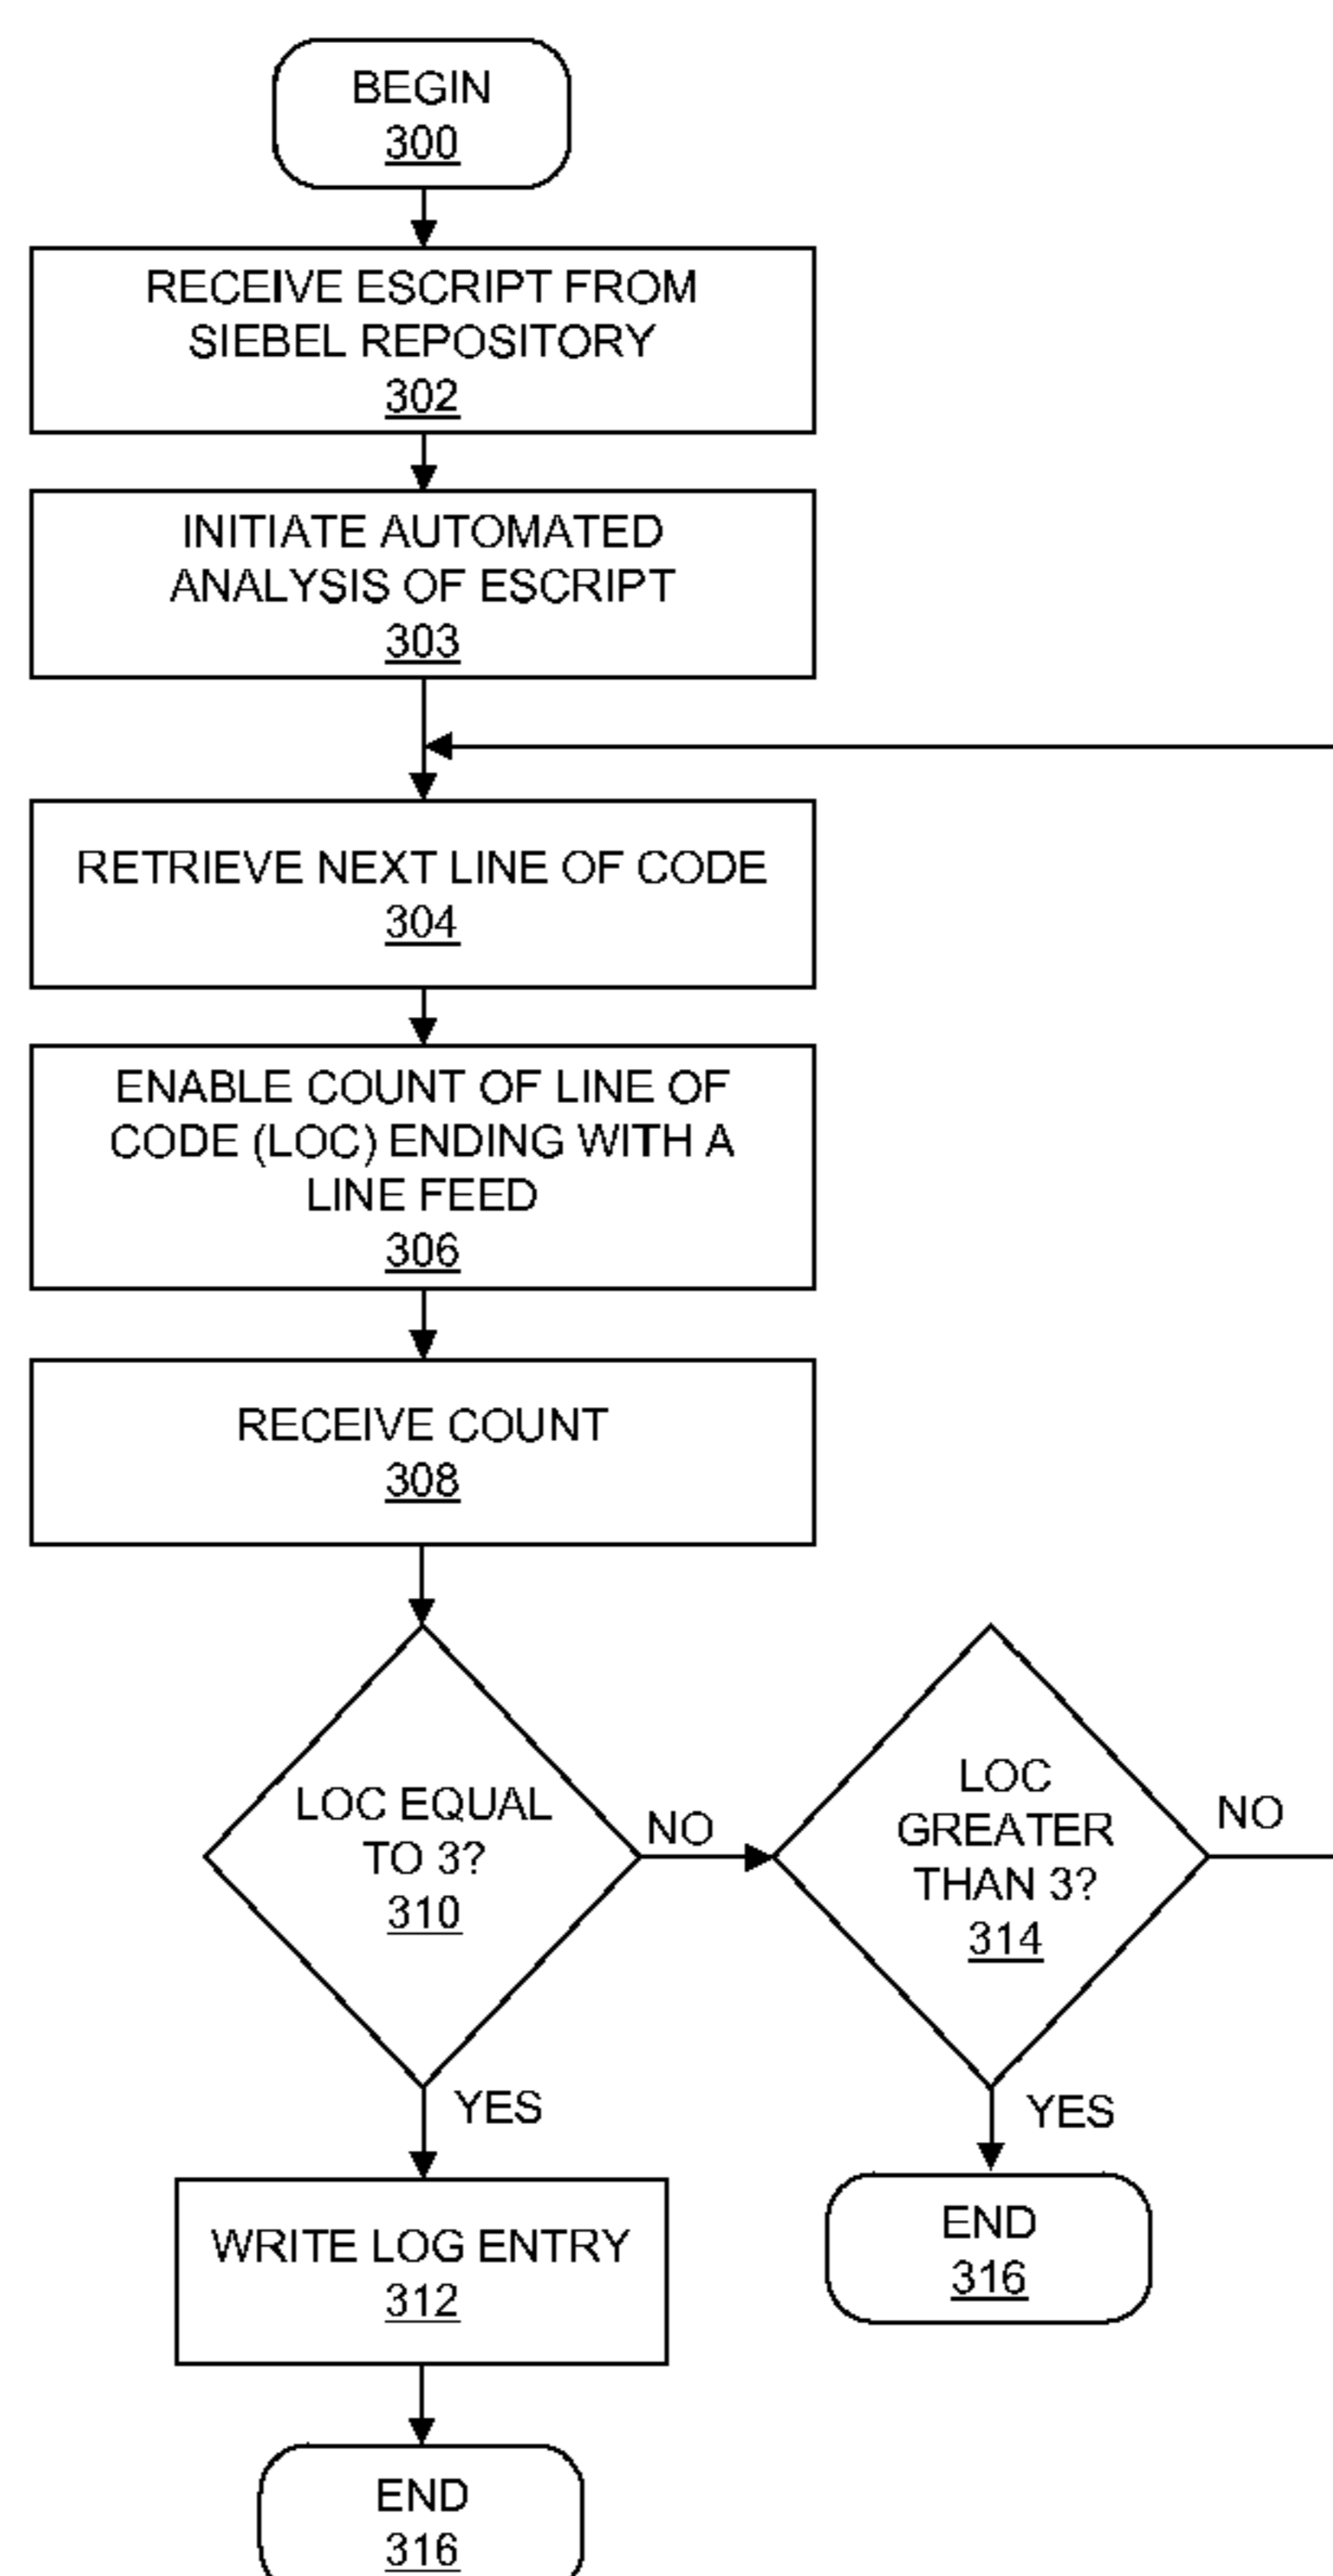 BEGIN
300
RECEIVE ESCRIPT FROM
SIEBEL REPOSITORY
302
INITIATE AUTOMATED
ANALYSIS OF ESCRIPT
303
RETRIEVE NEXT LINE OF CODE
304
ENABLE COUNT OF LINE OF
CODE (LOC) ENDING WITH A
LINE FEED
306
RECEIVE COUNT
308
LOC EQUAL
TO 3?
310
NO
LOC
GREATER
THAN 3?
314
NO
YES
YES
WRITE LOG ENTRY
312
END
316
END
316